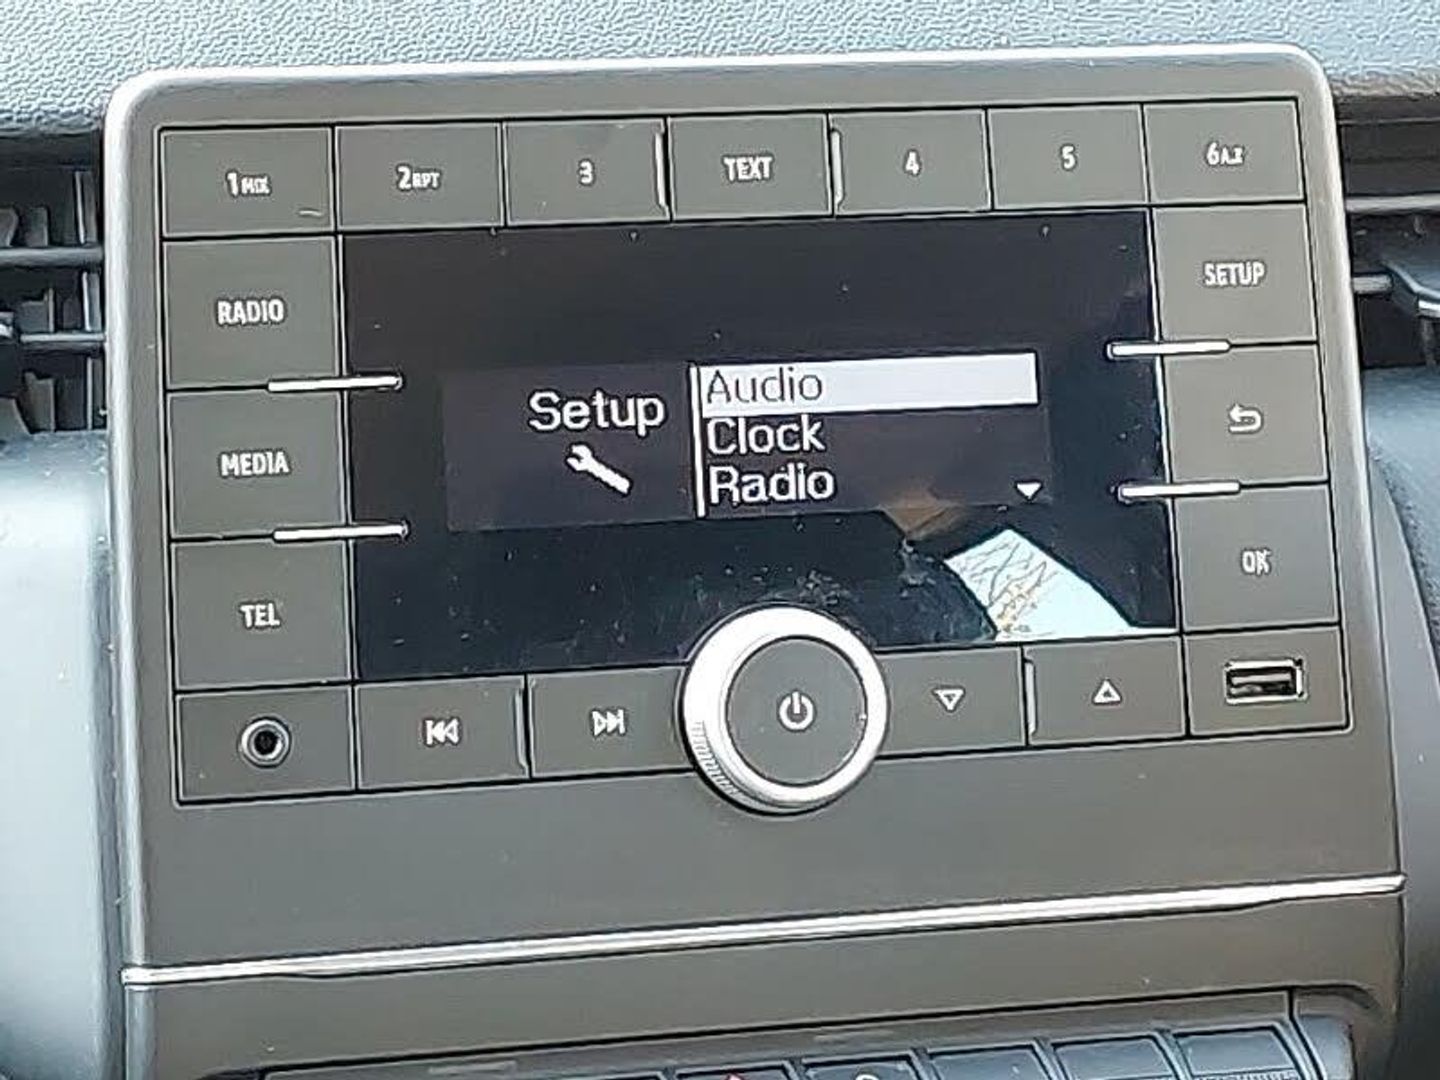 1MIX
2RPT
3
TEXT
4
5
6A.Z
RADIO
SETUP
Setup
Audio
Clock
Radio
MEDIA
TEL
OK